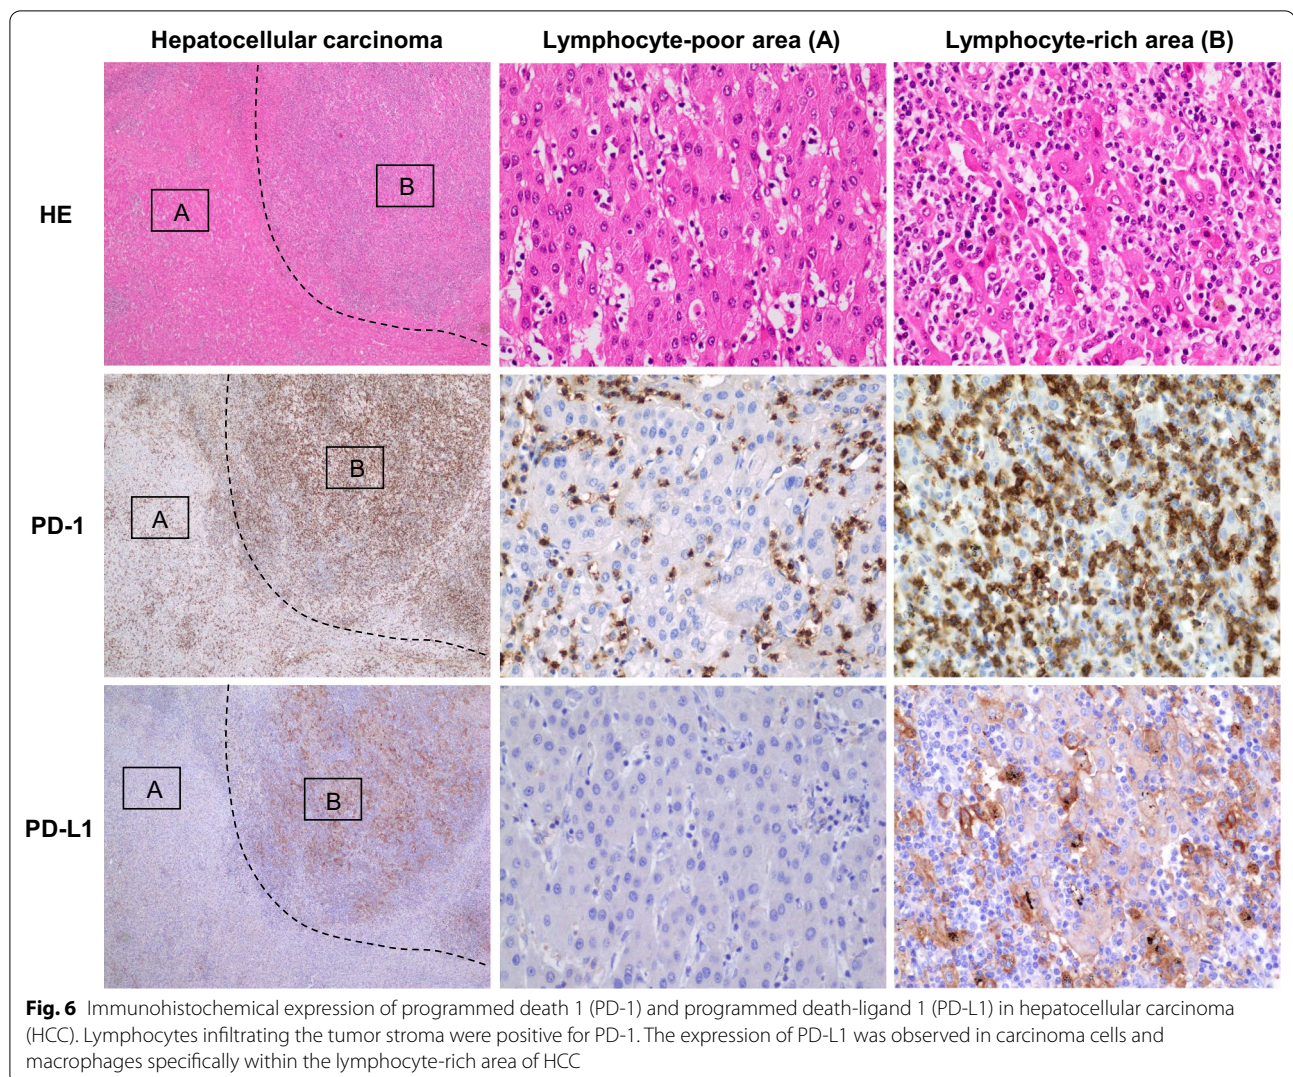 Hepatocellular carcinoma
Lymphocyte-poor area (A)
Lymphocyte-rich area (B)
HE
A
B
PD-1
A
B
PD-L1
A
B
Fig. 6 Immunohistochemical expression of programmed death 1 (PD-1) and programmed death-ligand 1 (PD-L1) in hepatocellular carcinoma
(HCC). Lymphocytes infiltrating the tumor stroma were positive for PD-1. The expression of PD-L1 was observed in carcinoma cells and
macrophages specifically within the lymphocyte-rich area of HCC